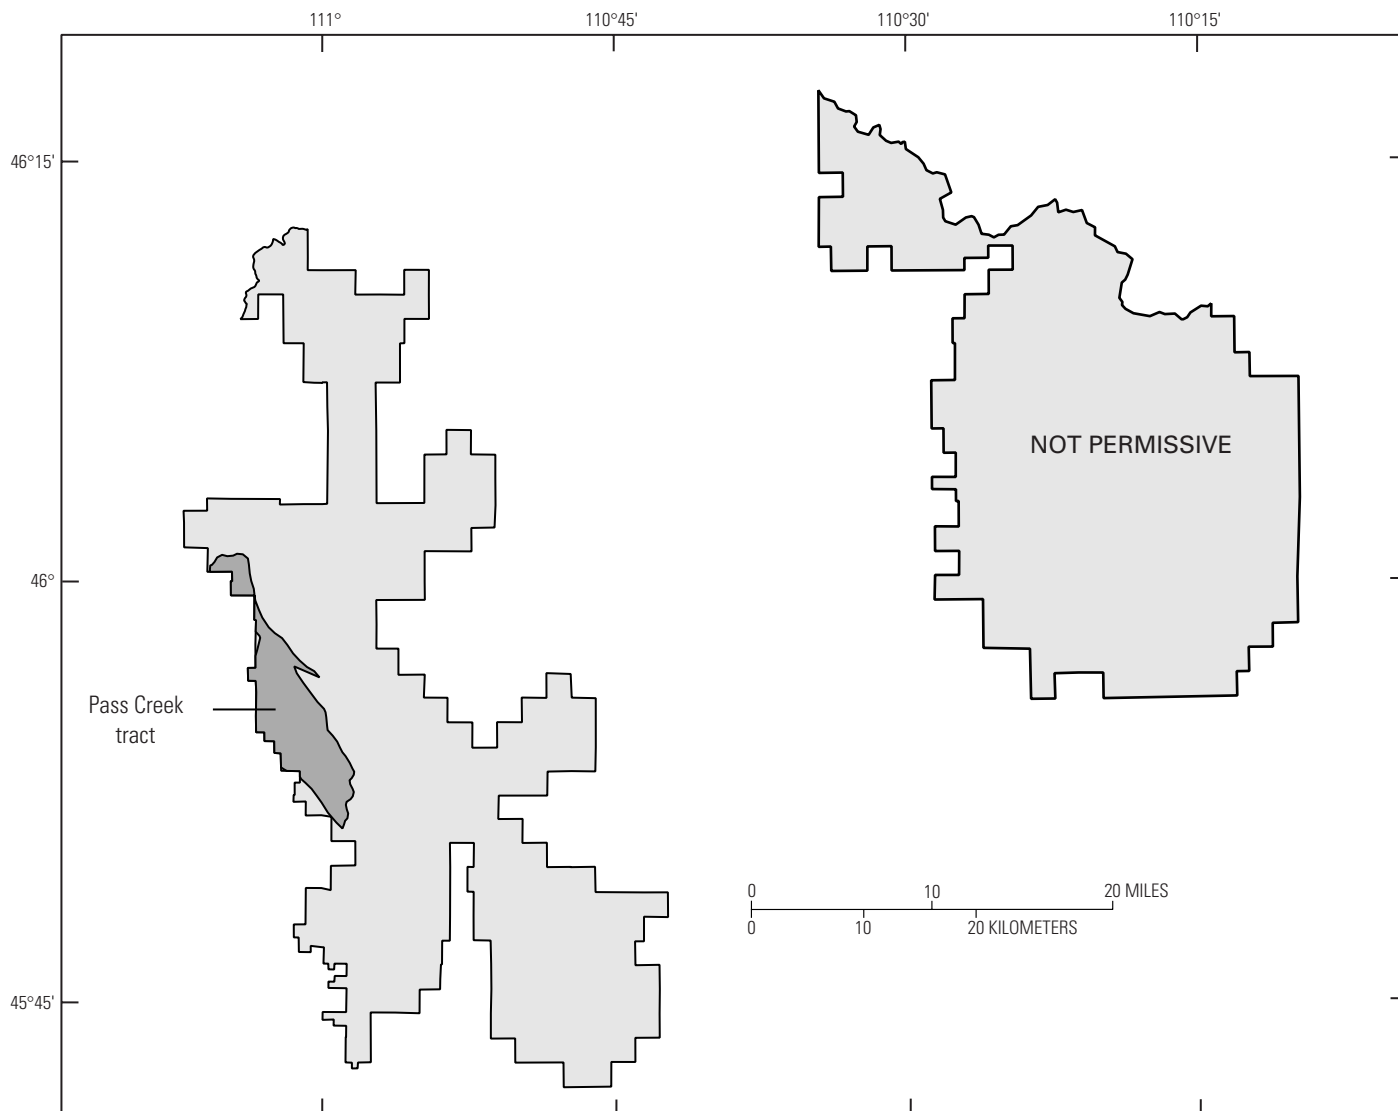 111°
110°45'
110°30'
110°15'
46°15'
NOT PERMISSIVE
46°
Pass Creek
tract
0 10 20 MILES
0 10 20 KILOMETERS
45°45'